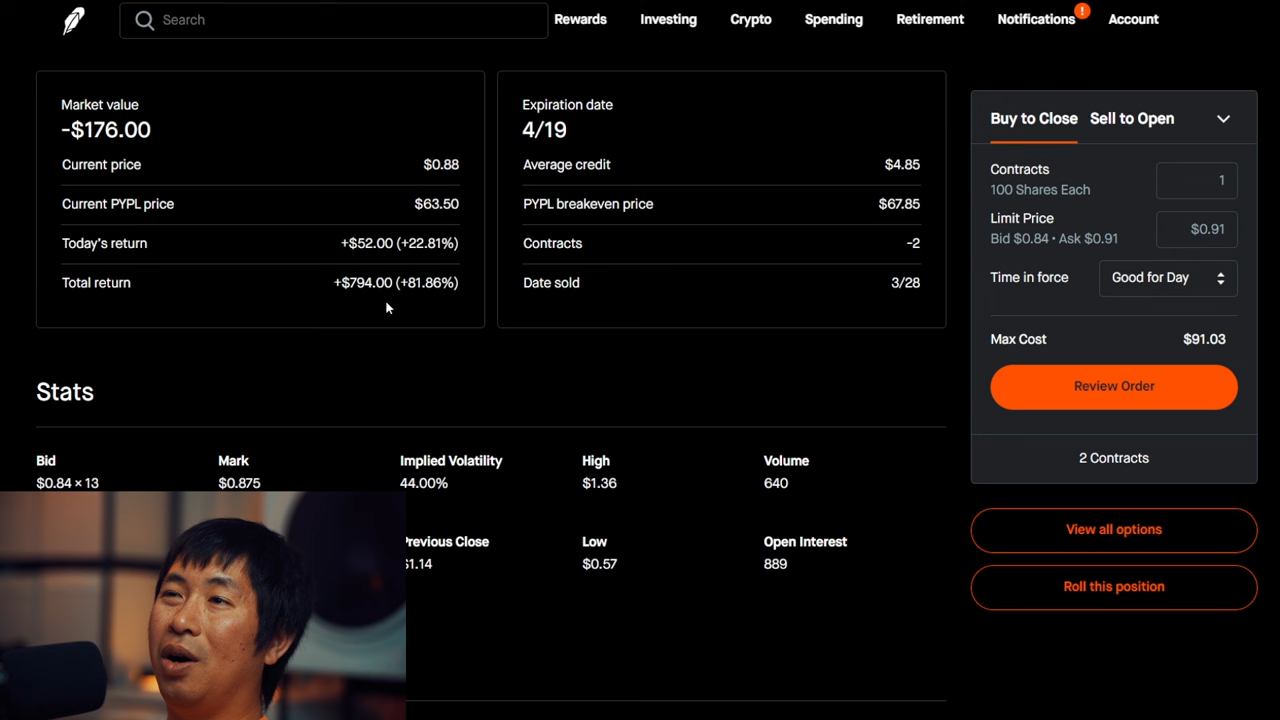 Search
Rewards Investing Crypto Spending Retirement Notifications ! Account
Market value
-$176.00
Current price $0.88
Current PYPL price $63.50
Today's return +$52.00 (+22.81%)
Total return +$794.00 (+81.86%)
Expiration date
4/19
Average credit $4.85
PYPL breakeven price $67.85
Contracts -2
Date sold 3/28
Buy to Close Sell to Open
Contracts 1
100 Shares Each
Limit Price $0.91
Bid $0.84 • Ask $0.91
Time in force Good for Day
Max Cost $91.03
Review Order
2 Contracts
View all options
Roll this position
Stats
Bid Mark Implied Volatility High Volume
$0.84 × 13 $0.875 44.00% $1.36 640
Previous Close Low Open Interest
$1.14 $0.57 889